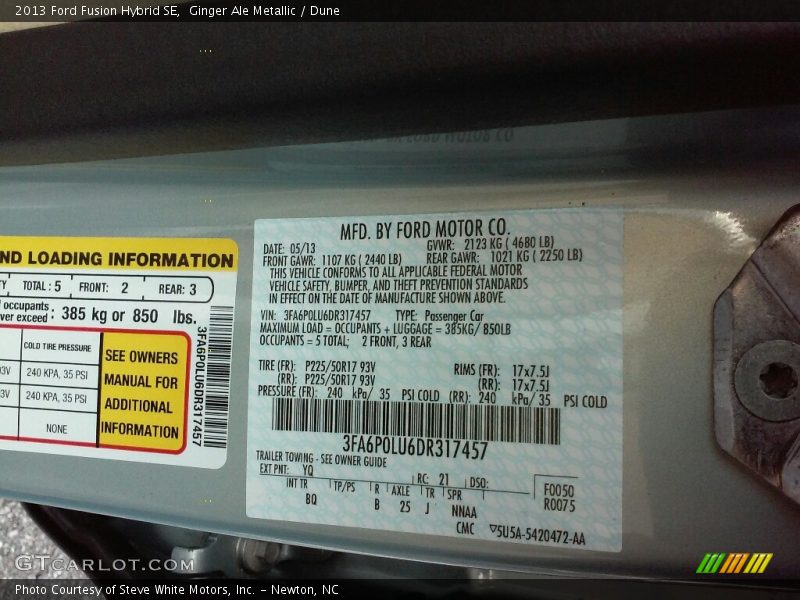 2013 Ford Fusion Hybrid SE, Ginger Ale Metallic / Dune
ND LOADING INFORMATION
TOTAL: 5 FRONT: 2 REAR: 3
occupants
ver exceed : 385 kg or 850 lbs.
COLD TIRE PRESSURE
240 KPA, 35 PSI
240 KPA, 35 PSI
NONE
SEE OWNERS
MANUAL FOR
ADDITIONAL
INFORMATION
3FA6P0LU6DR317457
MFD. BY FORD MOTOR CO.
DATE: 05/13 GVWR: 2123 KG ( 4680 LB)
FRONT GAWR: 1107 KG ( 2440 LB) REAR GAWR: 1021 KG ( 2250 LB)
THIS VEHICLE CONFORMS TO ALL APPLICABLE FEDERAL MOTOR
VEHICLE SAFETY, BUMPER, AND THEFT PREVENTION STANDARDS
IN EFFECT ON THE DATE OF MANUFACTURE SHOWN ABOVE.
VIN: 3FA6P0LU6DR317457 TYPE: Passenger Car
MAXIMUM LOAD = OCCUPANTS + LUGGAGE = 385KG/ 850LB
OCCUPANTS = 5 TOTAL; 2 FRONT, 3 REAR
TIRE (FR): P225/50R17 93V RIMS (FR): 17x7.5J
(RR): P225/50R17 93V (RR): 17x7.5J
PRESSURE (FR): 240 kPa/ 35 PSI COLD (RR): 240 kPa/ 35 PSI COLD
3FA6P0LU6DR317457
TRAILER TOWING - SEE OWNER GUIDE
EXT PNT: YQ RC: 21 DSO:
INT TR TP/PS R AXLE TR SPR
BQ B 25 J NNAA
F0050
R0075
CMC ▽5U5A-5420472-AA
GTCARLOT.COM
Photo Courtesy of Steve White Motors, Inc. – Newton, NC